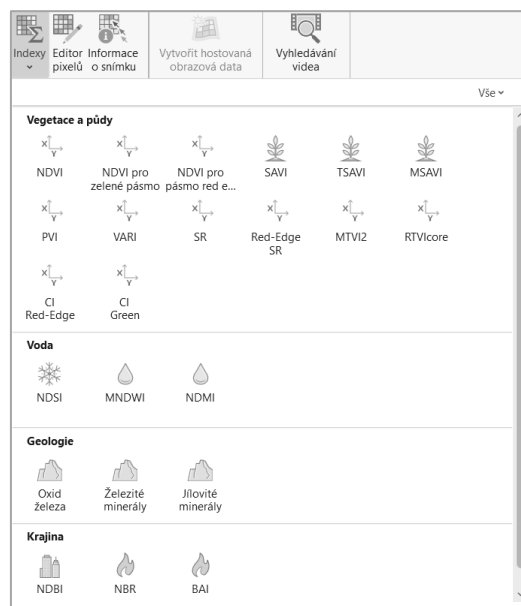 Indexy
Editor pixelů
Informace o snímku
Vytvořit hostovaná obrazová data
Vyhledávání videa
Vše
Vegetace a půdy
NDVI
NDVI pro zelené pásmo
NDVI pro pásmo red e...
SAVI
TSAVI
MSAVI
PVI
VARI
SR
Red-Edge SR
MTVI2
RTVIcore
CI Red-Edge
CI Green
Voda
NDSI
MNDWI
NDMI
Geologie
Oxid železa
Železité minerály
Jílovité minerály
Krajina
NDBI
NBR
BAI